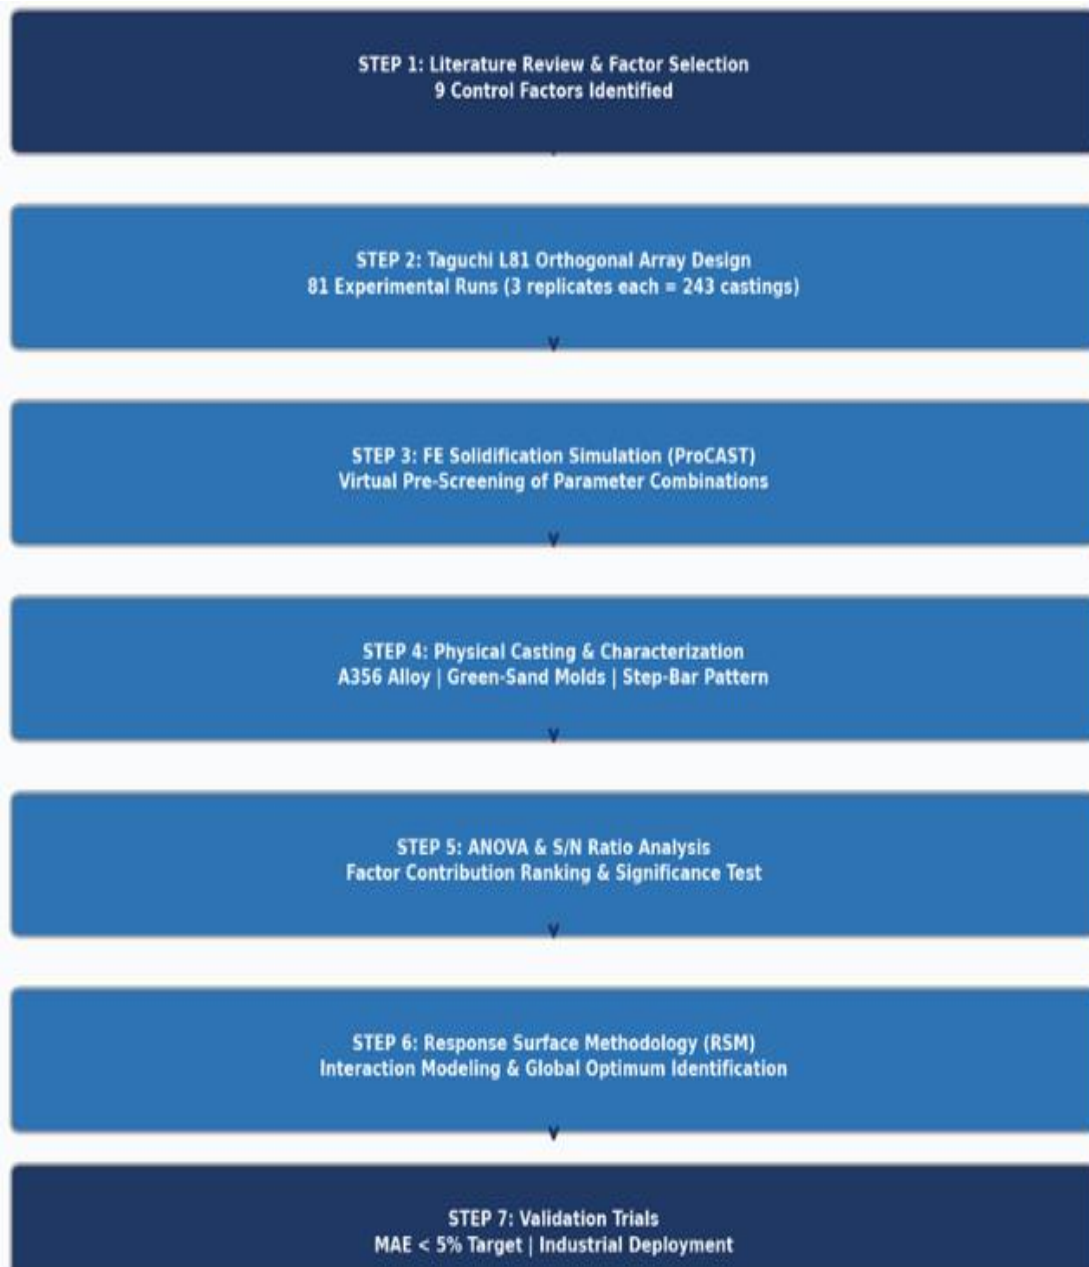 STEP 1: Literature Review & Factor Selection
9 Control Factors Identified
STEP 2: Taguchi L81 Orthogonal Array Design
81 Experimental Runs (3 replicates each = 243 castings)
STEP 3: FE Solidification Simulation (ProCAST)
Virtual Pre-Screening of Parameter Combinations
STEP 4: Physical Casting & Characterization
A356 Alloy | Green-Sand Molds | Step-Bar Pattern
STEP 5: ANOVA & S/N Ratio Analysis
Factor Contribution Ranking & Significance Test
STEP 6: Response Surface Methodology (RSM)
Interaction Modeling & Global Optimum Identification
STEP 7: Validation Trials
MAE < 5% Target | Industrial Deployment